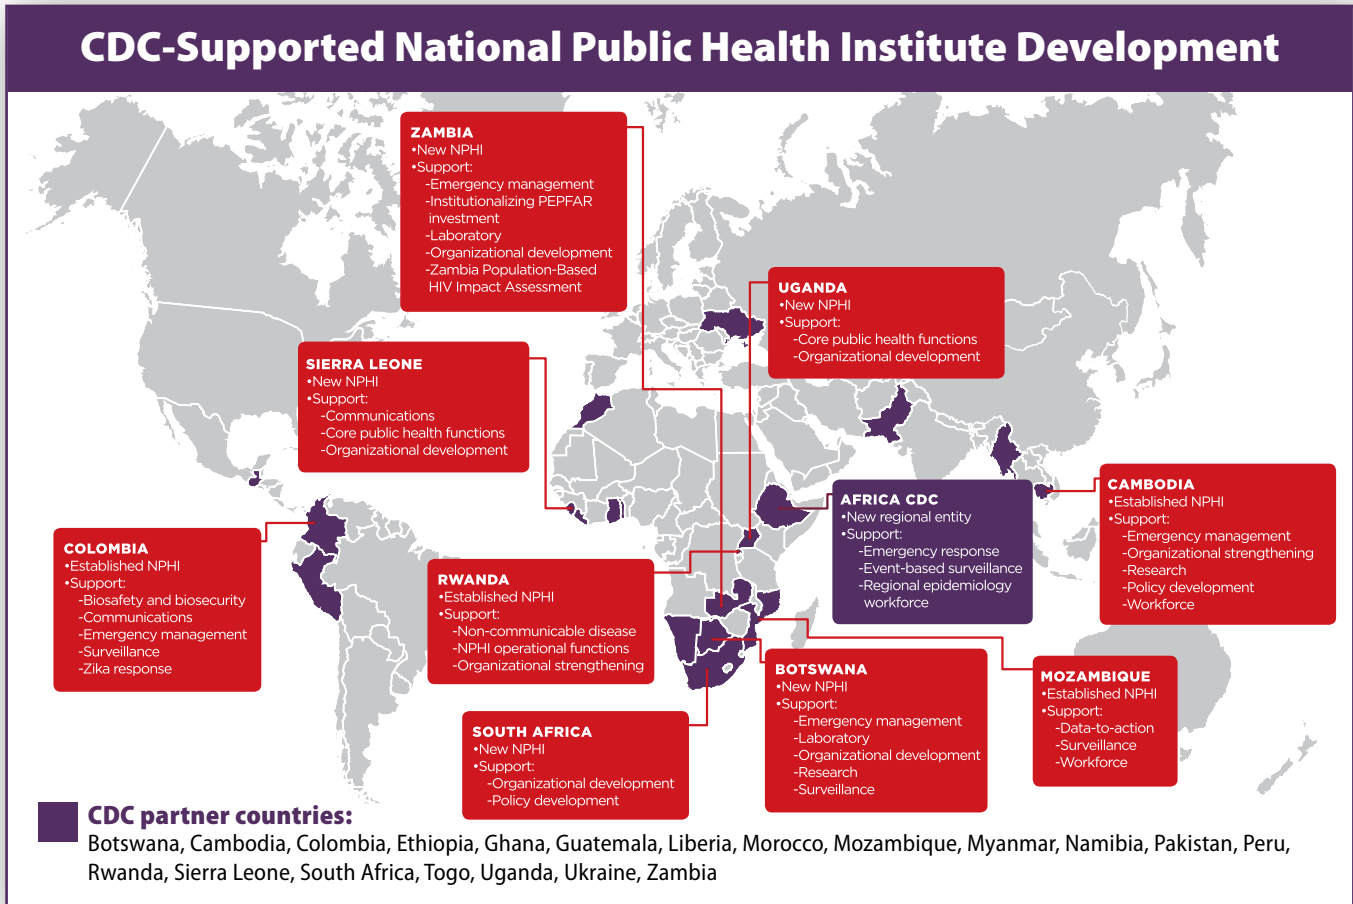 CDC-Supported National Public Health Institute Development
ZAMBIA
•New NPHI
•Support:
-Emergency management
-Institutionalizing PEPFAR
investment
-Laboratory
-Organizational development
-Zambia Population-Based
HIV Impact Assessment
UGANDA
•New NPHI
•Support:
-Core public health functions
-Organizational development
SIERRA LEONE
•New NPHI
•Support:
-Communications
-Core public health functions
-Organizational development
CAMBODIA
•Established NPHI
•Support:
-Emergency management
-Organizational strengthening
-Research
-Policy development
-Workforce
AFRICA CDC
•New regional entity
•Support:
-Emergency response
-Event-based surveillance
-Regional epidemiology
workforce
COLOMBIA
•Established NPHI
•Support:
-Biosafety and biosecurity
-Communications
-Emergency management
-Surveillance
-Zika response
RWANDA
•Established NPHI
•Support:
-Non-communicable disease
-NPHI operational functions
-Organizational strengthening
BOTSWANA
•New NPHI
•Support:
-Emergency management
-Laboratory
-Organizational development
-Research
-Surveillance
MOZAMBIQUE
•Established NPHI
•Support:
-Data-to-action
-Surveillance
-Workforce
SOUTH AFRICA
•New NPHI
•Support:
-Organizational development
-Policy development
CDC partner countries:
Botswana, Cambodia, Colombia, Ethiopia, Ghana, Guatemala, Liberia, Morocco, Mozambique, Myanmar, Namibia, Pakistan, Peru,
Rwanda, Sierra Leone, South Africa, Togo, Uganda, Ukraine, Zambia